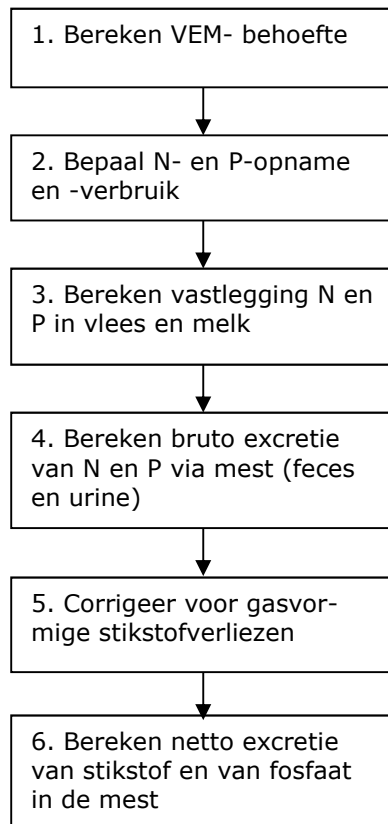 1. Bereken VEM- behoefte
2. Bepaal N- en P-opname
en -verbruik
3. Bereken vastlegging N en
P in vlees en melk
4. Bereken bruto excretie
van N en P via mest (feces
en urine)
5. Corrigeer voor gasvor-
mige stikstofverliezen
6. Bereken netto excretie
van stikstof en van fosfaat
in de mest